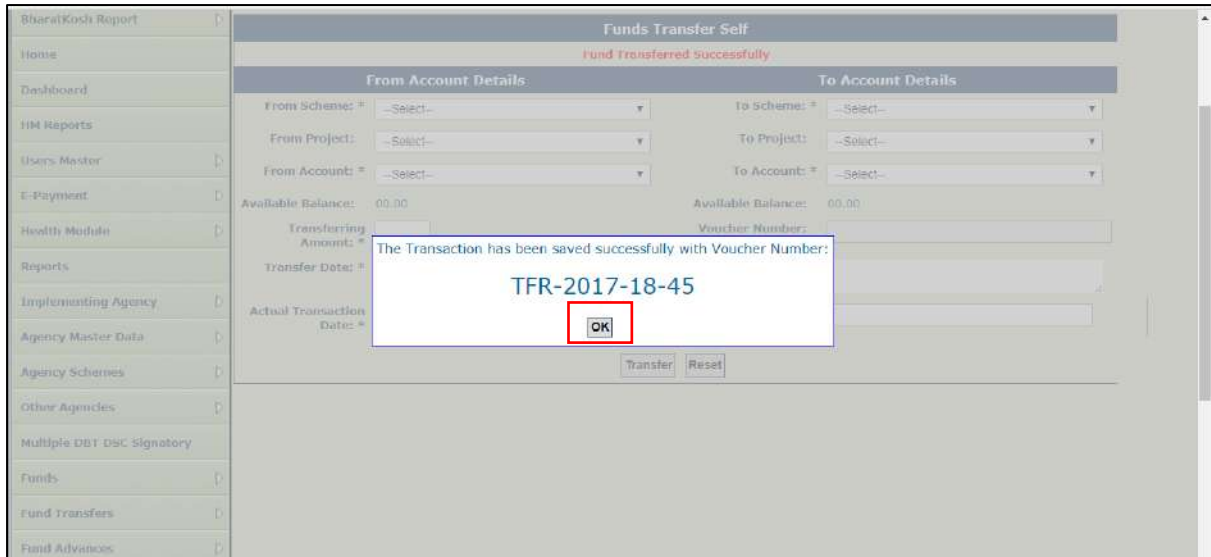 BharatKosh Report
Home
Dashboard
HM Reports
Users Master
E-Payment
Health Module
Reports
Implementing Agency
Agency Master Data
Agency Schemes
Other Agencies
Multiple DBT DSC Signatory
Funds
Fund Transfers
Fund Advances
Funds Transfer Self
Fund Transferred Successfully
From Account Details
To Account Details
From Scheme: * --Select--
To Scheme: * --Select--
From Project: --Select--
To Project: --Select--
From Account: * --Select--
To Account: * --Select--
Available Balance: 00.00
Available Balance: 00.00
Transferring
Amount: *
Voucher Number:
Transfer Date: *
Actual Transaction
Date: *
The Transaction has been saved successfully with Voucher Number:
TFR-2017-18-45
OK
Transfer Reset